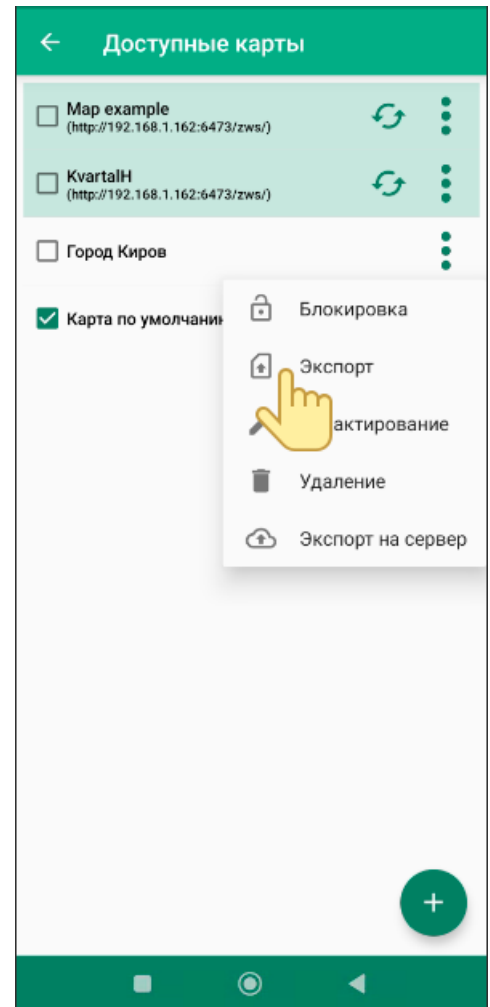 Доступные карты
Map example
(http://192.168.1.162:6473/zws/)
KvartalH
(http://192.168.1.162:6473/zws/)
Город Киров
Карта по умолчани
Блокировка
Экспорт
актирование
Удаление
Экспорт на сервер